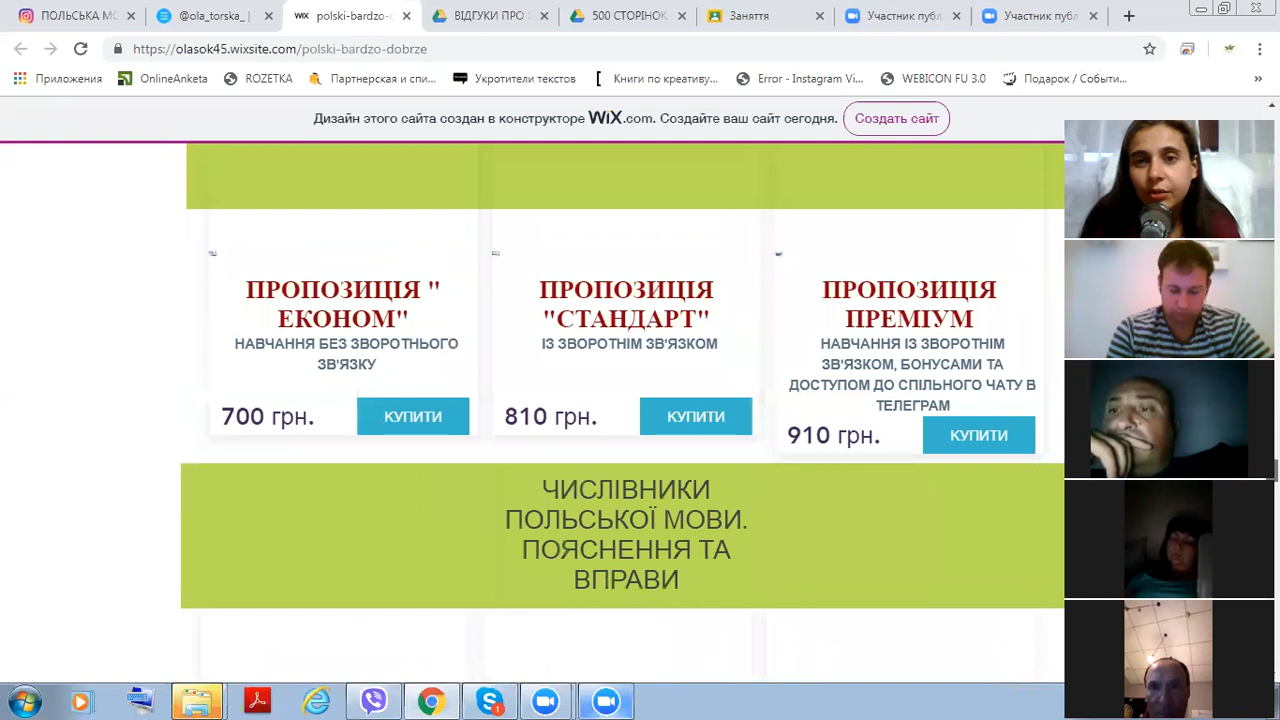 ПОЛЬСЬКА МО
@ola_torska_
WiX polski-bardzo-d
ВІДГУКИ ПРО
500 СТОРІНОК
Заняття
Участник публ
Участник публ
https://olasok45.wixsite.com/polski-bardzo-dobrze
Приложения
OnlineAnketa
ROZETKA
Партнерская и спи...
Укротители текстов
Книги по креативу...
Error - Instagram Vi...
WEBICON FU 3.0
Подарок / Событи...
Дизайн этого сайта создан в конструкторе WiX.com. Создайте ваш сайт сегодня.
Создать сайт
ПРОПОЗИЦІЯ "
ЕКОНОМ"
НАВЧАННЯ БЕЗ ЗВОРОТНЬОГО
ЗВ'ЯЗКУ
700 грн.
КУПИТИ
ПРОПОЗИЦІЯ
"СТАНДАРТ"
ІЗ ЗВОРОТНІМ ЗВ'ЯЗКОМ
810 грн.
КУПИТИ
ПРОПОЗИЦІЯ
ПРЕМІУМ
НАВЧАННЯ ІЗ ЗВОРОТНІМ
ЗВ'ЯЗКОМ, БОНУСАМИ ТА
ДОСТУПОМ ДО СПІЛЬНОГО ЧАТУ В
ТЕЛЕГРАМ
910 грн.
КУПИТИ
ЧИСЛІВНИКИ
ПОЛЬСЬКОЇ МОВИ.
ПОЯСНЕННЯ ТА
ВПРАВИ